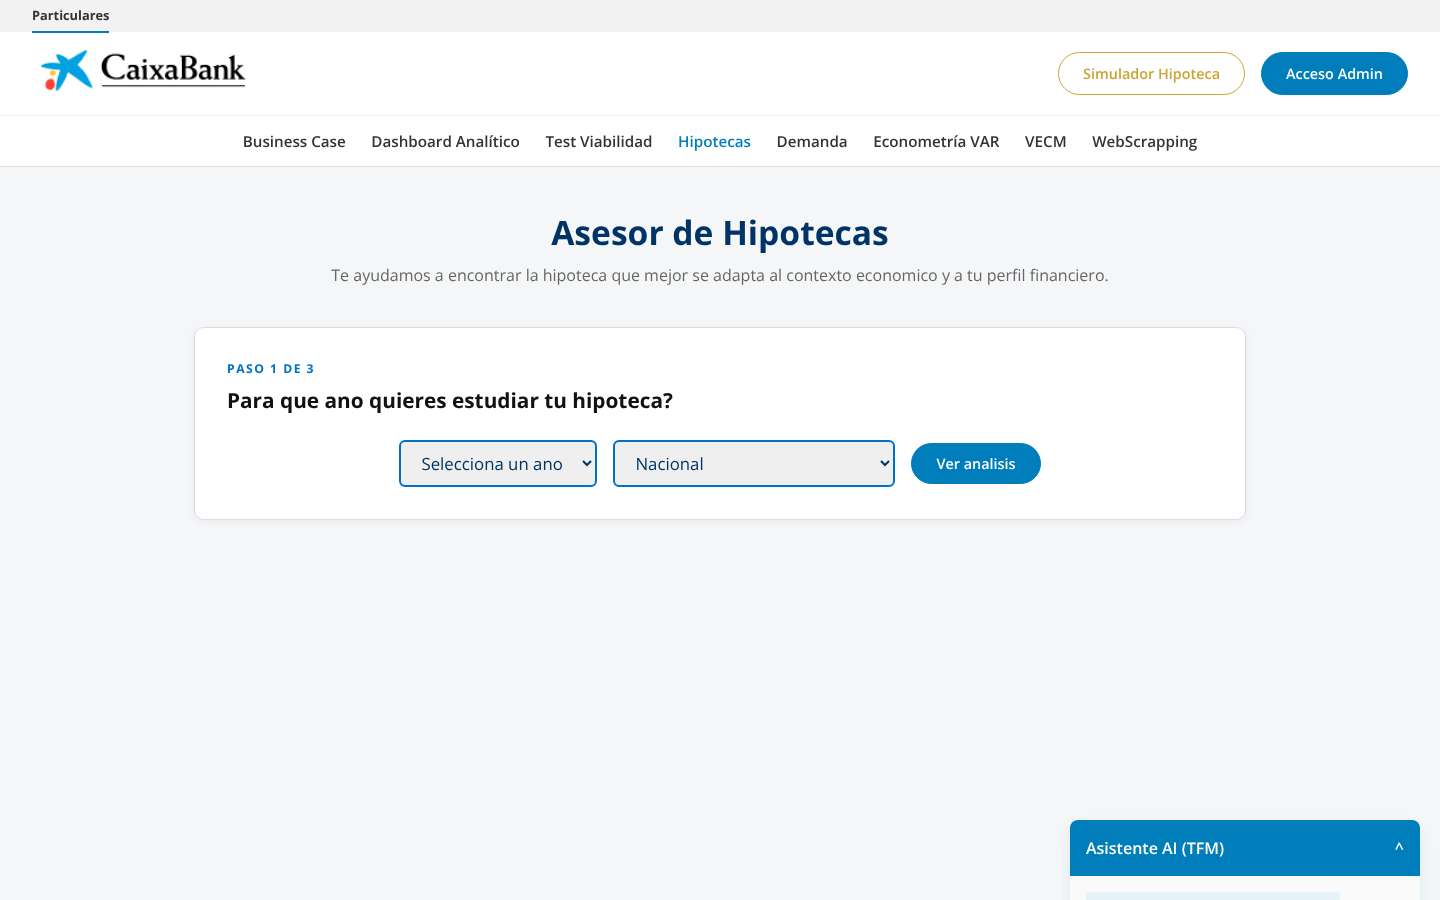 Particulares
CaixaBank
Simulador Hipoteca
Acceso Admin
Business Case
Dashboard Analítico
Test Viabilidad
Hipotecas
Demanda
Econometría VAR
VECM
WebScrapping
Asesor de Hipotecas
Te ayudamos a encontrar la hipoteca que mejor se adapta al contexto economico y a tu perfil financiero.
PASO 1 DE 3
Para que ano quieres estudiar tu hipoteca?
Selecciona un ano
Nacional
Ver analisis
Asistente AI (TFM)
^